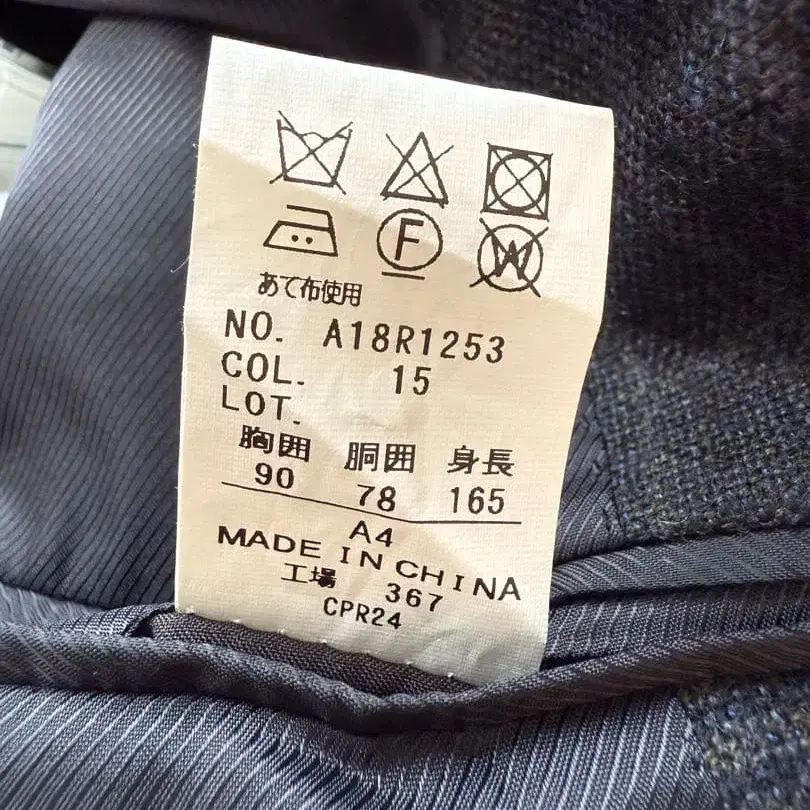 F
W
あて布使用
NO. A18R1253
COL. 15
LOT.
胸囲 胴囲 身長
90 78 165
A4
MADE IN CHINA
工場 367
CPR24